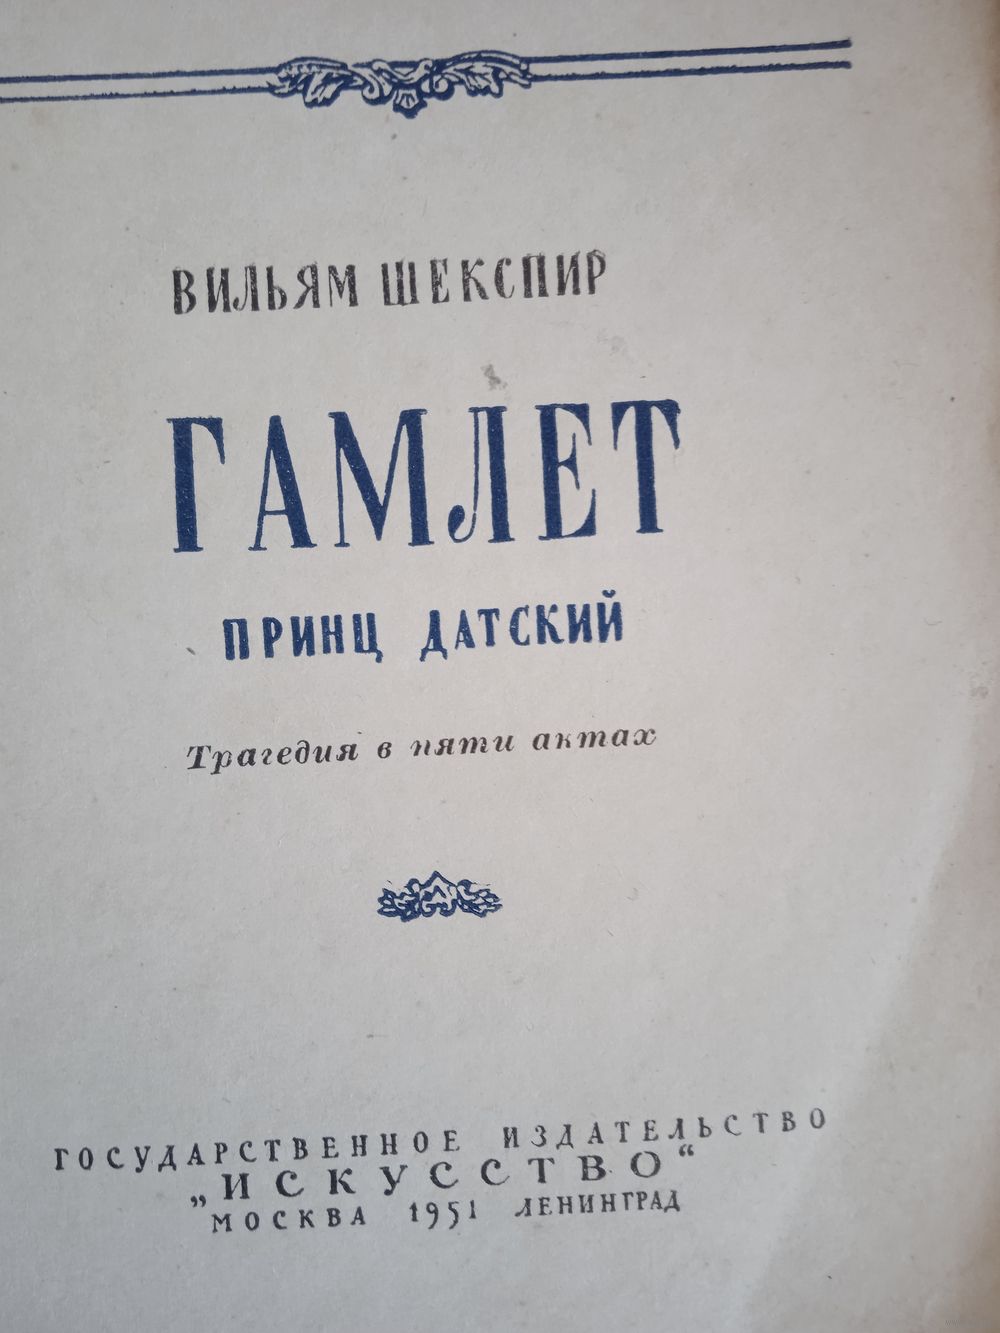 ВИЛЬЯМ ШЕКСПИР
ГАМЛЕТ
ПРИНЦ ДАТСКИЙ
Трагедия в пяти актах
ГОСУДАРСТВЕННОЕ ИЗДАТЕЛЬСТВО
„ИСКУССТВО“
МОСКВА 1951 ЛЕНИНГРАД